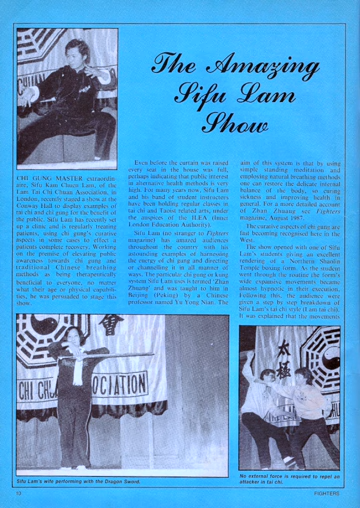 The Amazing
Sifu Lam
Show
CHI GUNG MASTER extraordin-
aire, Sifu Kam Chuen Lam, of the
Lam Tai Chi Chuan Association, in
London, recently staged a show at the
Conway Hall to display examples of
tai chi and chi gung for the benefit of
the public. Sifu Lam has recently set
up a clinic and is regularly treating
patients, using chi gung's curative
aspects in some cases to effect a
patients complete recovery. Working
on the premise of elevating public
awareness towards chi gung and
traditional Chinese breathing
methods as being therapeutically
beneficial to everyone, no matter
what their age or physical capabili-
ties, he was persuaded to stage this
show.
Even before the curtain was raised
every seat in the house was full,
perhaps indicating that public interest
in alternative health methods is very
high. For many years now, Sifu Lam
and his band of student instructors
have been holding regular classes in
tai chi and Taoist related arts, under
the auspices of the ILEA (Inner
London Education Authority).
Sifu Lam (no stranger to Fighters
magazine) has amazed audiences
throughout the country with his
astounding examples of harnessing
the energy of chi gung and directing
or channelling it in all manner of
ways. The particular chi gung or kung
system Sifu Lam uses is termed 'Zhan
Zhuang' and was taught to him in
Beijing (Peking) by a Chinese
professor named Yu Yong Nian. The
aim of this system is that by using
simple standing meditation and
employing natural breathing methods
one can restore the delicate internal
balance of the body, so curing
sickness and improving health in
general. For a more detailed account
of Zhan Zhuang see Fighters
magazine, August 1987.
The curative aspects of chi gung are
fast becoming recognised here in the
West.
The show opened with one of Sifu
Lam's students giving an excellent
rendering of a Northern Shaolin
Temple boxing form. As the student
went through the routine the form's
wide expansive movements became
almost hypnotic in their execution.
Following this, the audience were
given a step by step breakdown of
Sifu Lam's tai chi style (Lam tai chi).
It was explained that the movements
CHI CHU
ASSOCIATION
太
極
Sifu Lam's wife performing with the Dragon Sword.
No external force is required to repel an
attacker in tai chi.
FIGHTERS